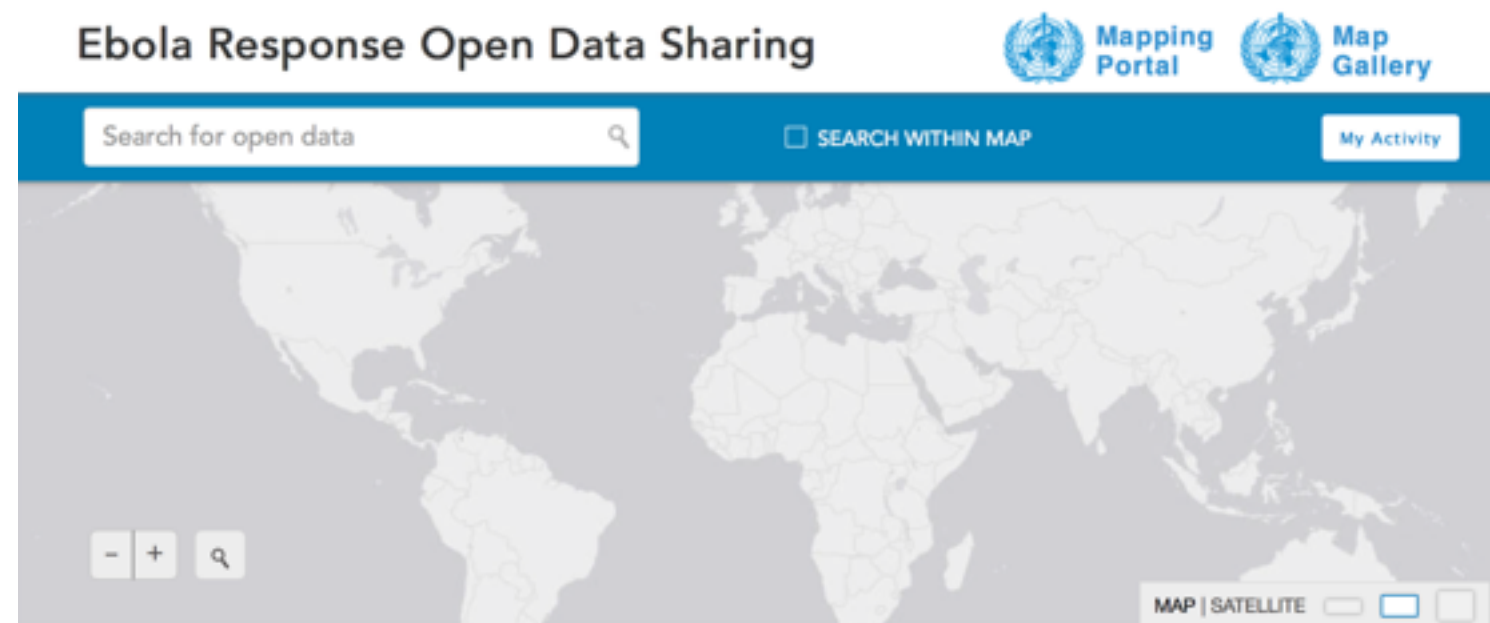 Ebola Response Open Data Sharing
Mapping
Portal
Map
Gallery
Search for open data
SEARCH WITHIN MAP
My Activity
- +
MAP | SATELLITE